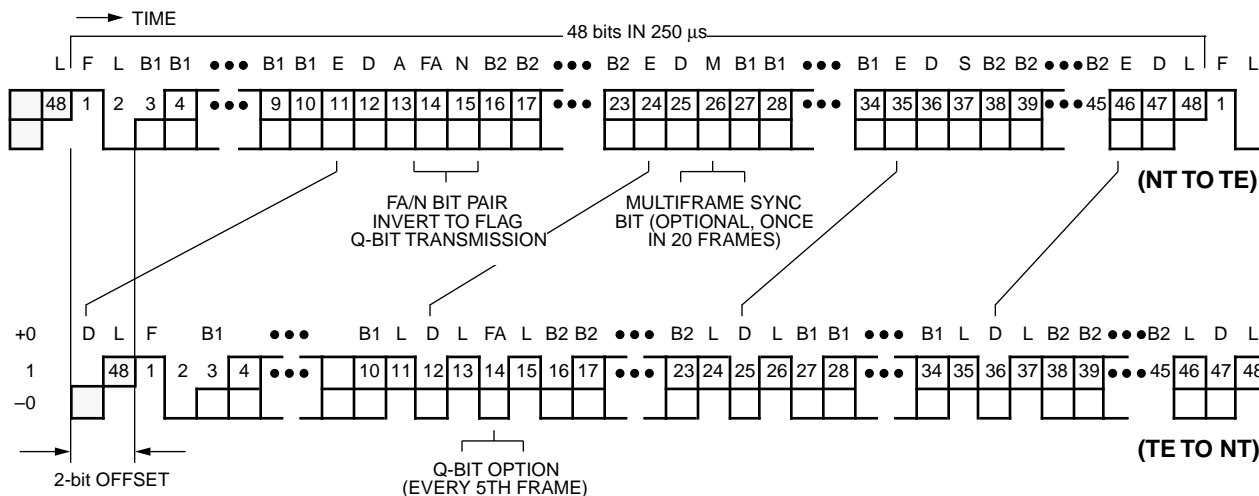 TIME
48 bits IN 250 μs
L F L B1 B1 ••• B1 B1 E D A FA N B2 B2 ••• B2 E D M B1 B1 ••• B1 E D S B2 B2 ••• B2 E D L F L
48 1 2 3 4 ••• 9 10 11 12 13 14 15 16 17 ••• 23 24 25 26 27 28 ••• 34 35 36 37 38 39 ••• 45 46 47 48 1
(NT TO TE)
FA/N BIT PAIR
INVERT TO FLAG
Q-BIT TRANSMISSION
MULTIFRAME SYNC
BIT (OPTIONAL, ONCE
IN 20 FRAMES)
+0 D L F B1 ••• B1 L D L FA L B2 B2 ••• B2 L D L B1 B1 ••• B1 L D L B2 B2 ••• B2 L D L
1 48 1 2 3 4 ••• 10 11 12 13 14 15 16 17 ••• 23 24 25 26 27 28 ••• 34 35 36 37 38 39 ••• 45 46 47 48
–0
(TE TO NT)
2-bit OFFSET
Q-BIT OPTION
(EVERY 5TH FRAME)